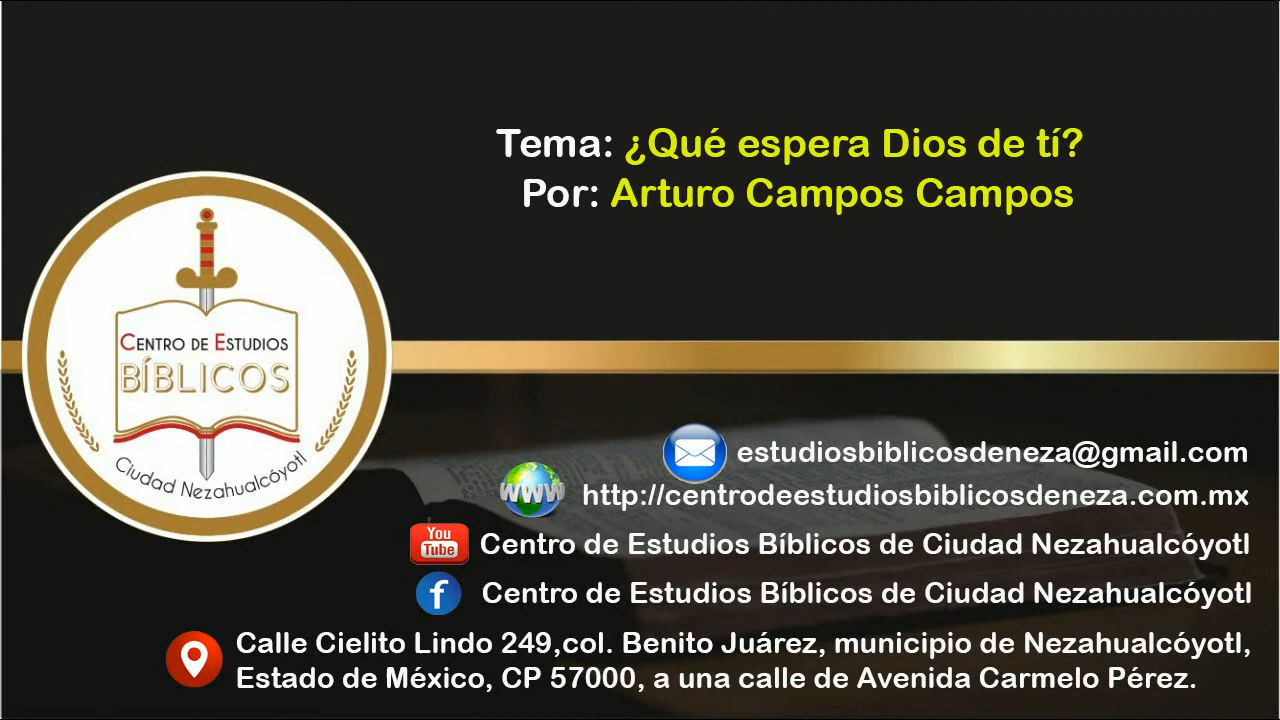 Tema: ¿Qué espera Dios de tí?
Por: Arturo Campos Campos
CENTRO DE ESTUDIOS
BÍBLICOS
Ciudad Nezahualcóyotl
estudiosbiblicosdeneza@gmail.com
WWW
http://centrodeestudiosbiblicosdeneza.com.mx
You
Tube
Centro de Estudios Bíblicos de Ciudad Nezahualcóyotl
f
Centro de Estudios Bíblicos de Ciudad Nezahualcóyotl
Calle Cielito Lindo 249,col. Benito Juárez, municipio de Nezahualcóyotl,
Estado de México, CP 57000, a una calle de Avenida Carmelo Pérez.